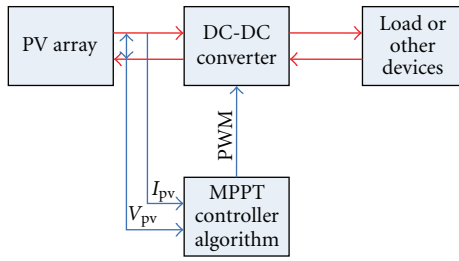 PV array
DC-DC
converter
Load or
other
devices
PWM
Ipv
Vpv
MPPT
controller
algorithm